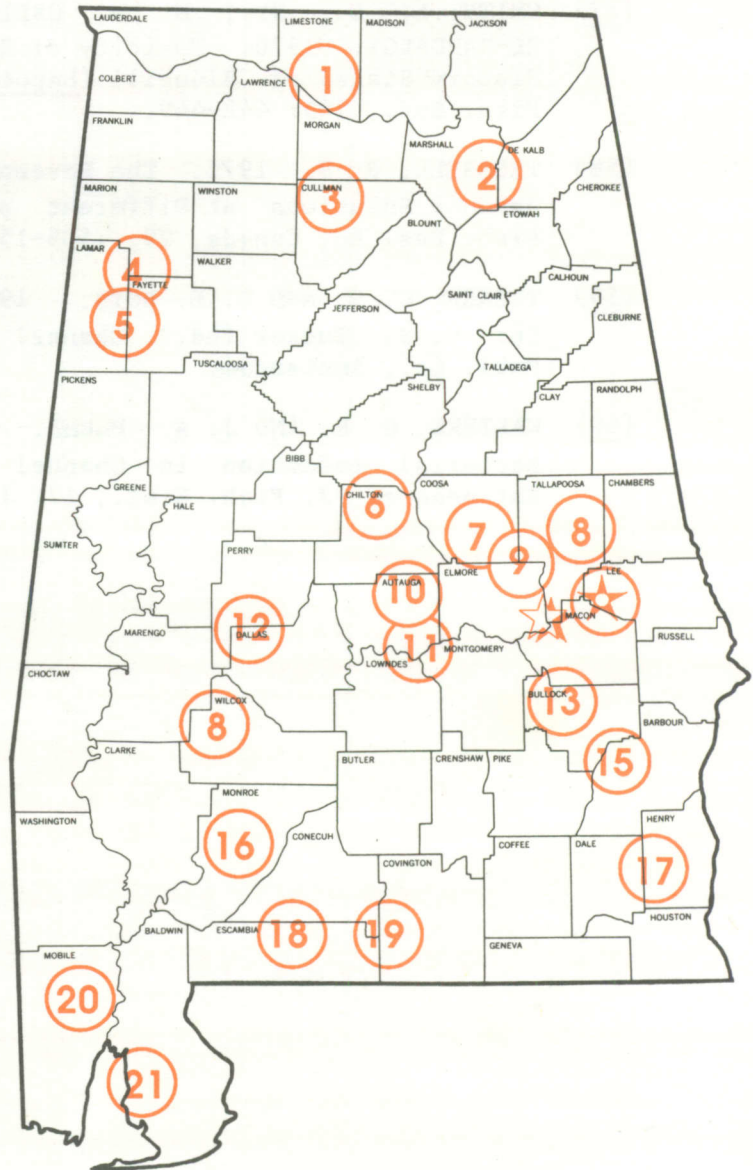 LAUDERDALE
LIMESTONE
MADISON
JACKSON
COLBERT
LAWRENCE
1
FRANKLIN
MORGAN
MARSHALL
DE KALB
2
MARION
WINSTON
CULLMAN
3
CHEROKEE
BLOUNT
ETOWAH
LAMAR
4
WALKER
FAYETTE
CALHOUN
5
JEFFERSON
SAINT CLAIR
CLEBURNE
TUSCALOOSA
TALLADEGA
PICKENS
SHELBY
CLAY
RANDOLPH
BIBB
GREENE
HALE
CHILTON
6
COOSA
TALLAPOOSA
CHAMBERS
SUMTER
PERRY
7
8
9
ELMORE
LEE
AUTAUGA
10
MACON
MARENGO
12
DALLAS
11
MONTGOMERY
RUSSELL
LOWNDES
CHOCTAW
WILCOX
8
BULLOCK
13
BARBOUR
CLARKE
BUTLER
CRENSHAW
PIKE
15
MONROE
WASHINGTON
16
CONECUH
COFFEE
DALE
HENRY
COVINGTON
17
BALDWIN
ESCAMBIA
18
19
HOUSTON
MOBILE
GENEVA
20
21